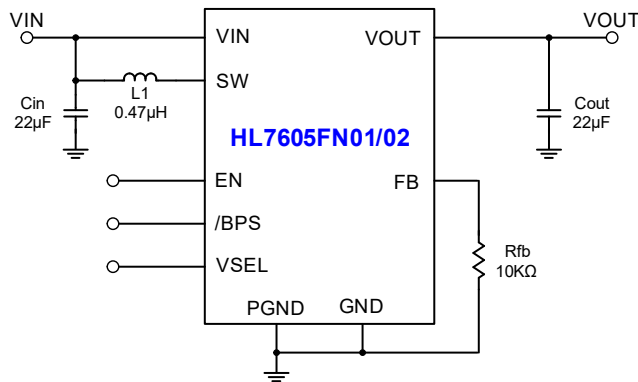 VIN
VOUT
VIN
VOUT
SW
L1
0.47µH
Cin
22µF
Cout
22µF
HL7605FN01/02
EN
FB
/BPS
VSEL
Rfb
10KΩ
PGND
GND